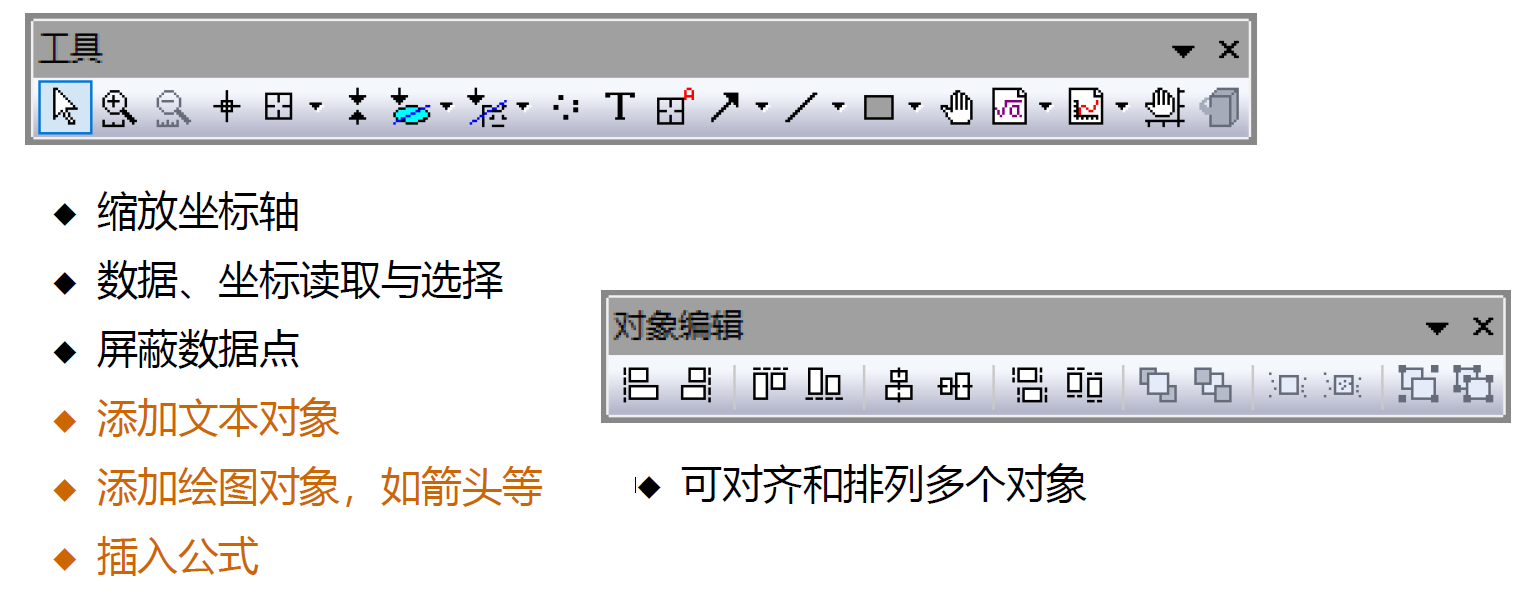 工具
缩放坐标轴
数据、坐标读取与选择
屏蔽数据点
添加文本对象
添加绘图对象，如箭头等
插入公式
对象编辑
可对齐和排列多个对象